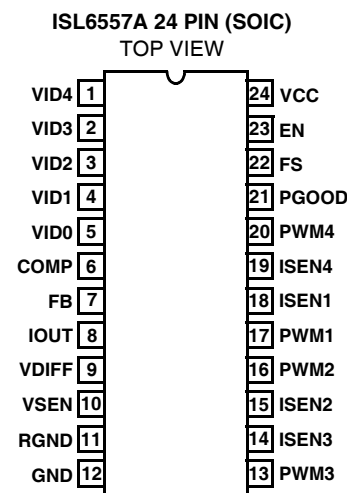 ISL6557A 24 PIN (SOIC)
TOP VIEW
VID4 1
VID3 2
VID2 3
VID1 4
VID0 5
COMP 6
FB 7
IOUT 8
VDIFF 9
VSEN 10
RGND 11
GND 12
24 VCC
23 EN
22 FS
21 PGOOD
20 PWM4
19 ISEN4
18 ISEN1
17 PWM1
16 PWM2
15 ISEN2
14 ISEN3
13 PWM3